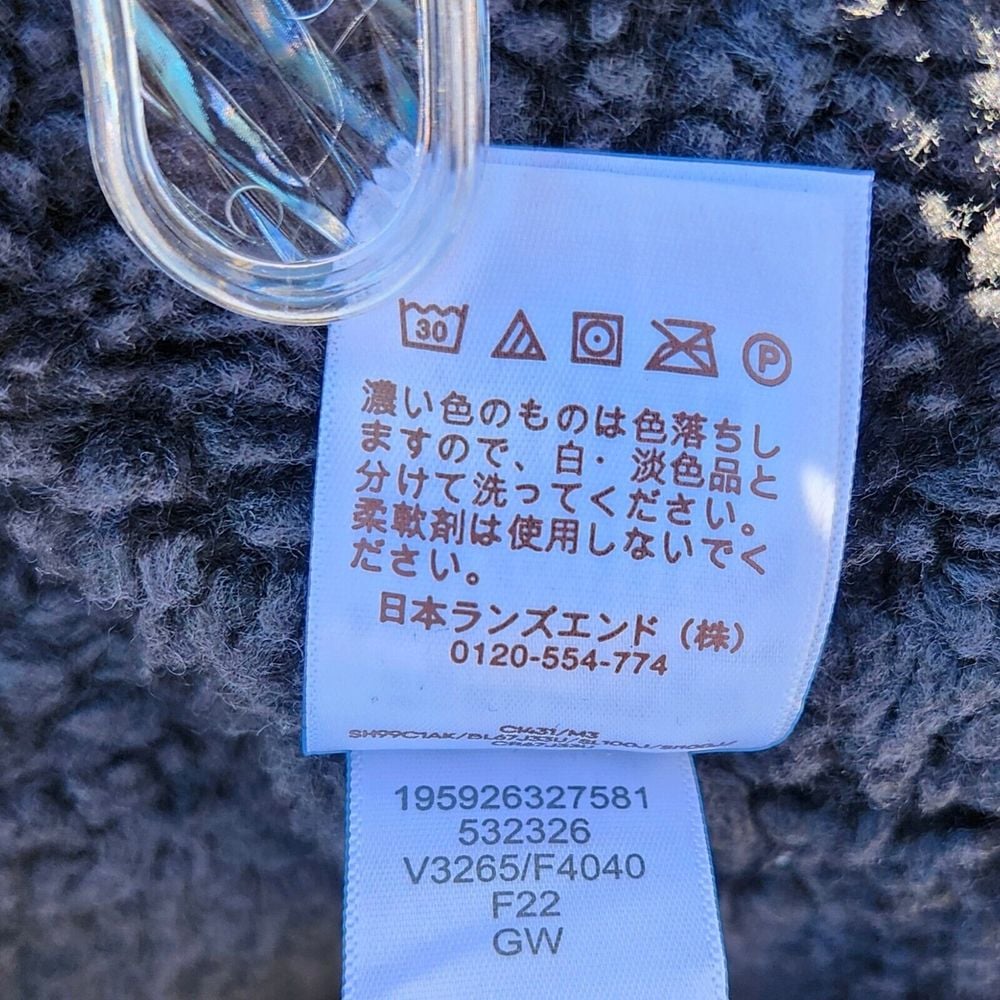 30
P
濃い色のものは色落ちし
ますので、白・淡色品と
分けて洗ってください。
柔軟剤は使用しないでく
ださい。
日本ランズエンド（株）
0120-554-774
195926327581
532326
V3265/F4040
F22
GW